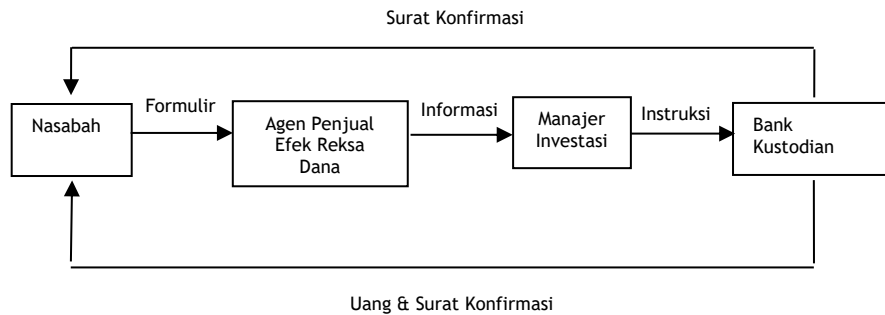 Surat Konfirmasi
Formulir
Informasi
Instruksi
Nasabah
Agen Penjual
Efek Reksa
Dana
Manajer
Investasi
Bank
Kustodian
Uang & Surat Konfirmasi